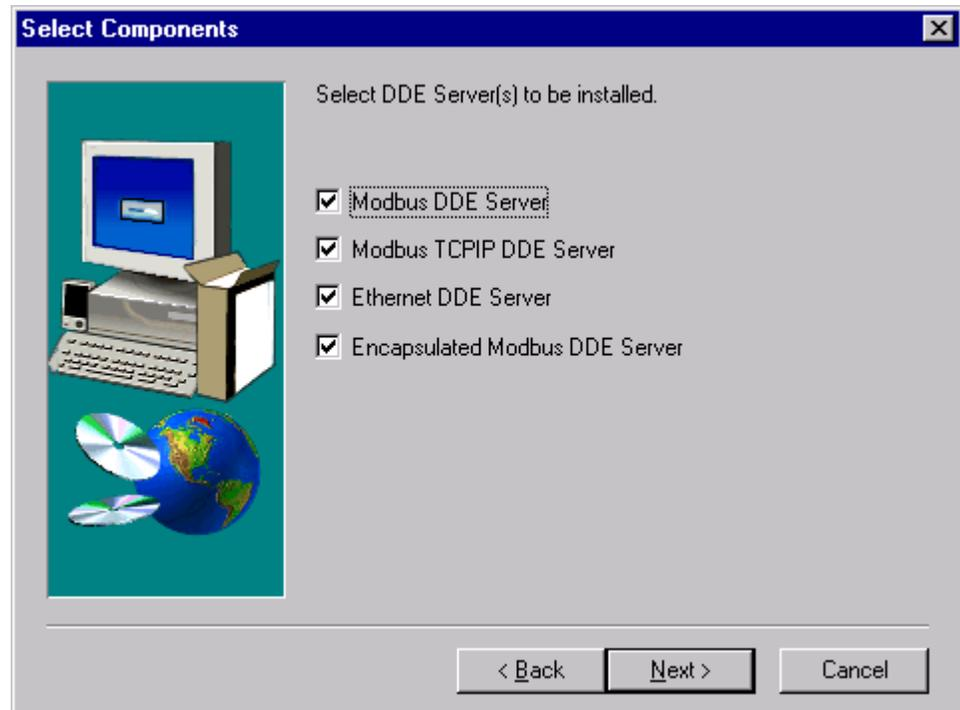 Select Components
Select DDE Server(s) to be installed.
Modbus DDE Server
Modbus TCPIP DDE Server
Ethernet DDE Server
Encapsulated Modbus DDE Server
< Back
Next >
Cancel